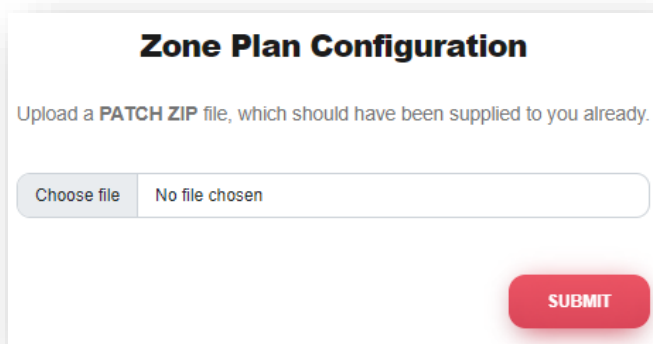 Zone Plan Configuration
Upload a PATCH ZIP file, which should have been supplied to you already.
Choose file No file chosen
SUBMIT